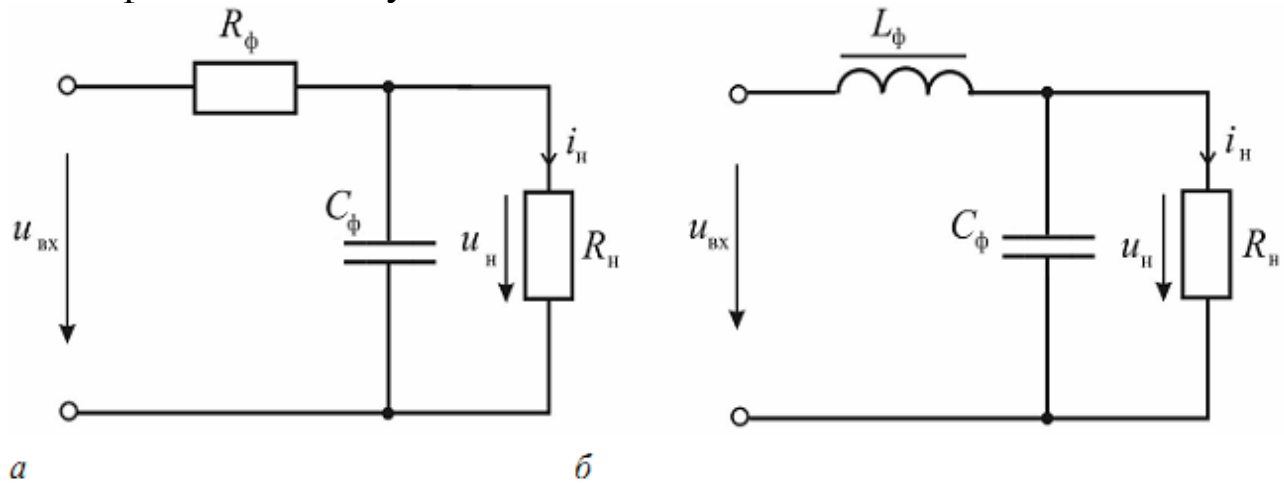 R_ф
L_ф
i_н
i_н
C_ф
C_ф
u_вх
u_н
R_н
u_вх
u_н
R_н
а
б